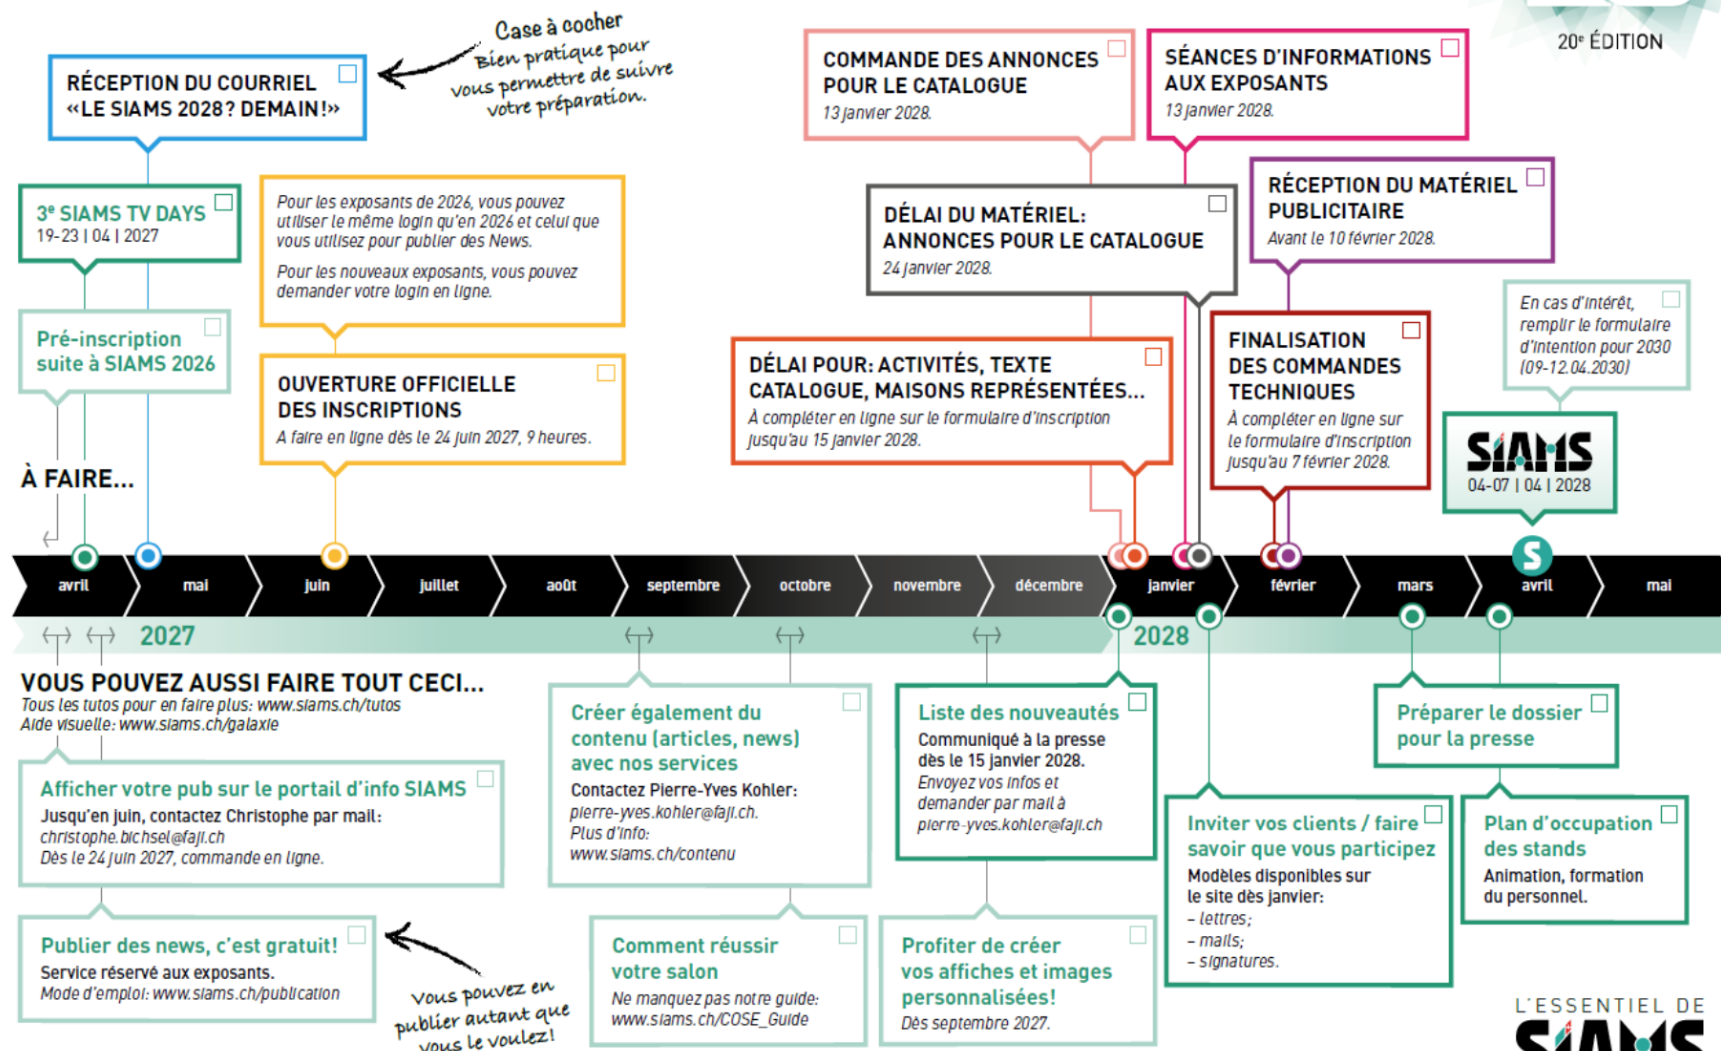 20e ÉDITION
Case à cocher
Bien pratique pour
vous permettre de suivre
votre préparation.
RÉCEPTION DU COURRIEL
«LE SIAMS 2028? DEMAIN!»
3e SIAMS TV DAYS
19-23 | 04 | 2027
Pré-inscription
suite à SIAMS 2026
Pour les exposants de 2026, vous pouvez
utiliser le même login qu'en 2026 et celui que
vous utilisez pour publier des News.
Pour les nouveaux exposants, vous pouvez
demander votre login en ligne.
OUVERTURE OFFICIELLE
DES INSCRIPTIONS
A faire en ligne dès le 24 juin 2027, 9 heures.
COMMANDE DES ANNONCES
POUR LE CATALOGUE
13 janvier 2028.
SÉANCES D'INFORMATIONS
AUX EXPOSANTS
13 janvier 2028.
DÉLAI DU MATÉRIEL:
ANNONCES POUR LE CATALOGUE
24 janvier 2028.
RÉCEPTION DU MATÉRIEL
PUBLICITAIRE
Avant le 10 février 2028.
DÉLAI POUR: ACTIVITÉS, TEXTE
CATALOGUE, MAISONS REPRÉSENTÉES...
À compléter en ligne sur le formulaire d'inscription
jusqu'au 15 janvier 2028.
FINALISATION
DES COMMANDES
TECHNIQUES
À compléter en ligne sur
le formulaire d'inscription
jusqu'au 7 février 2028.
En cas d'intérêt,
remplir le formulaire
d'intention pour 2030
(09-12.04.2030)
SIAMS
04-07 | 04 | 2028
À FAIRE...
S
avril
mai
juin
juillet
août
septembre
octobre
novembre
décembre
janvier
février
mars
avril
mai
2027
2028
VOUS POUVEZ AUSSI FAIRE TOUT CECI...
Tous les tutos pour en faire plus: www.siams.ch/tutos
Aide visuelle: www.siams.ch/galaxie
Afficher votre pub sur le portail d'info SIAMS
Jusqu'en juin, contactez Christophe par mail:
christophe.bichsel@faji.ch
Dès le 24 juin 2027, commande en ligne.
Publier des news, c'est gratuit!
Service réservé aux exposants.
Mode d'emploi: www.siams.ch/publication
Vous pouvez en
publier autant que
vous le voulez!
Créer également du
contenu (articles, news)
avec nos services
Contactez Pierre-Yves Kohler:
pierre-yves.kohler@faji.ch.
Plus d'info:
www.siams.ch/contenu
Comment réussir
votre salon
Ne manquez pas notre guide:
www.siams.ch/COSE_Guide
Liste des nouveautés
Communiqué à la presse
dès le 15 janvier 2028.
Envoyez vos infos et
demander par mail à
pierre-yves.kohler@faji.ch
Profiter de créer
vos affiches et images
personnalisées!
Dès septembre 2027.
Inviter vos clients / faire
savoir que vous participez
Modèles disponibles sur
le site dès janvier:
– lettres;
– mails;
– signatures.
Préparer le dossier
pour la presse
Plan d'occupation
des stands
Animation, formation
du personnel.
L'ESSENTIEL DE
SIAMS